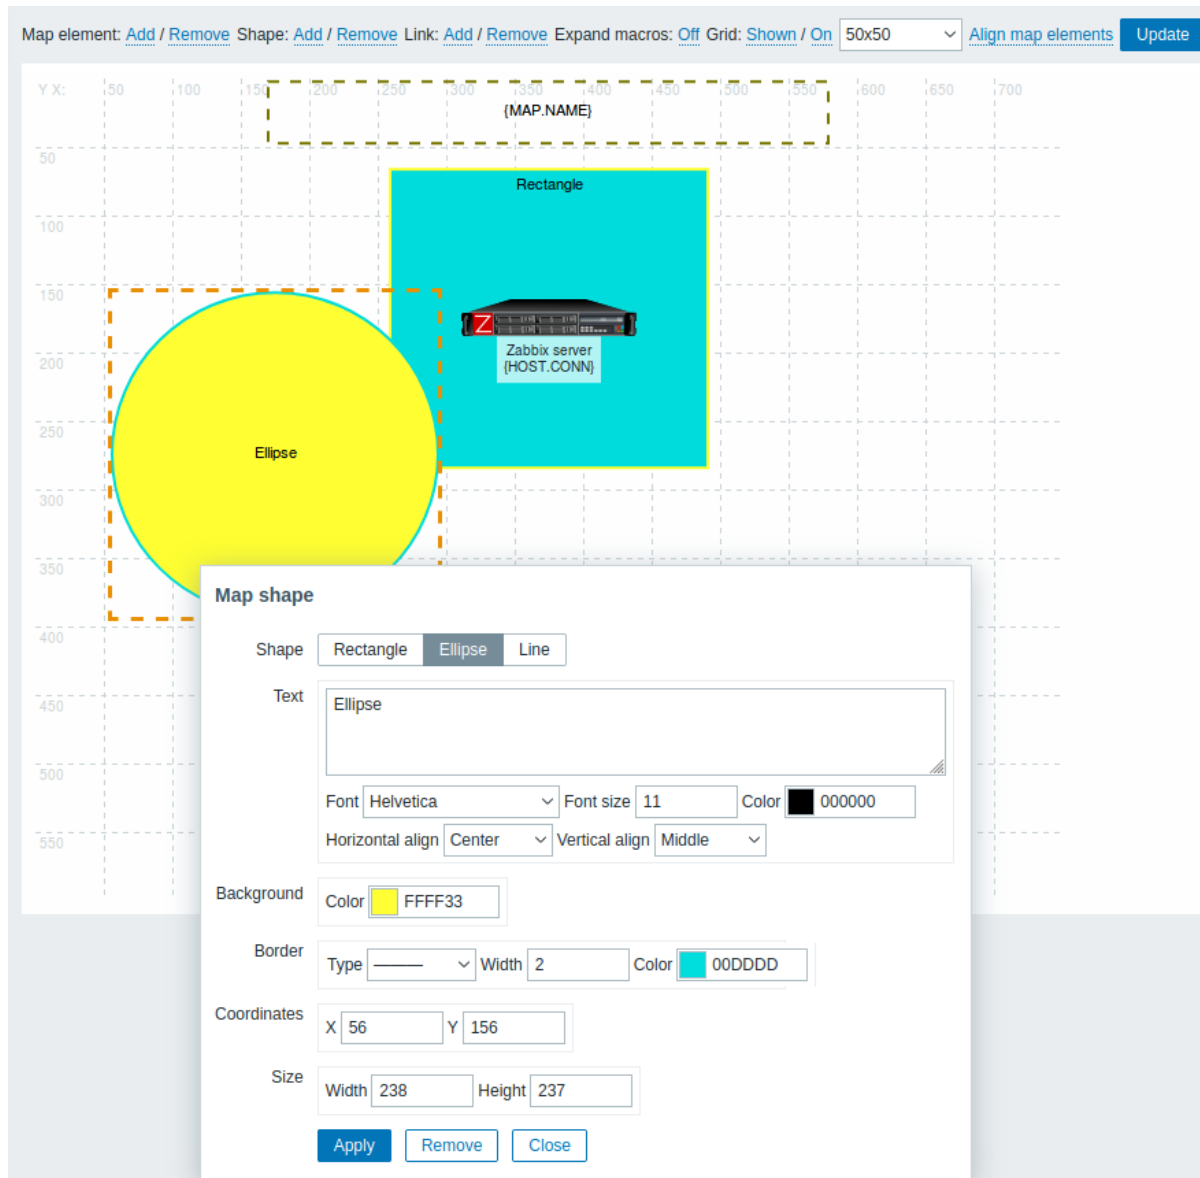 Map element: Add / Remove Shape: Add / Remove Link: Add / Remove Expand macros: Off Grid: Shown / On 50x50 Align map elements Update
Y X: 50 100 150 200 250 300 350 400 450 500 550 600 650 700
{MAP.NAME}
50
Rectangle
100
150
Z
Zabbix server
200
{HOST.CONN}
250
Ellipse
300
350
400
450
500
550
Map shape
Shape Rectangle Ellipse Line
Text Ellipse
Font Helvetica Font size 11 Color 000000
Horizontal align Center Vertical align Middle
Background Color FFFF33
Border Type Width 2 Color 00DDDD
Coordinates X 56 Y 156
Size Width 238 Height 237
Apply Remove Close